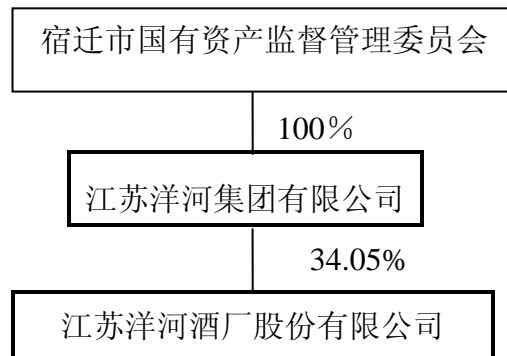 宿迁市国有资产监督管理委员会
100％
江苏洋河集团有限公司
34.05%
江苏洋河酒厂股份有限公司